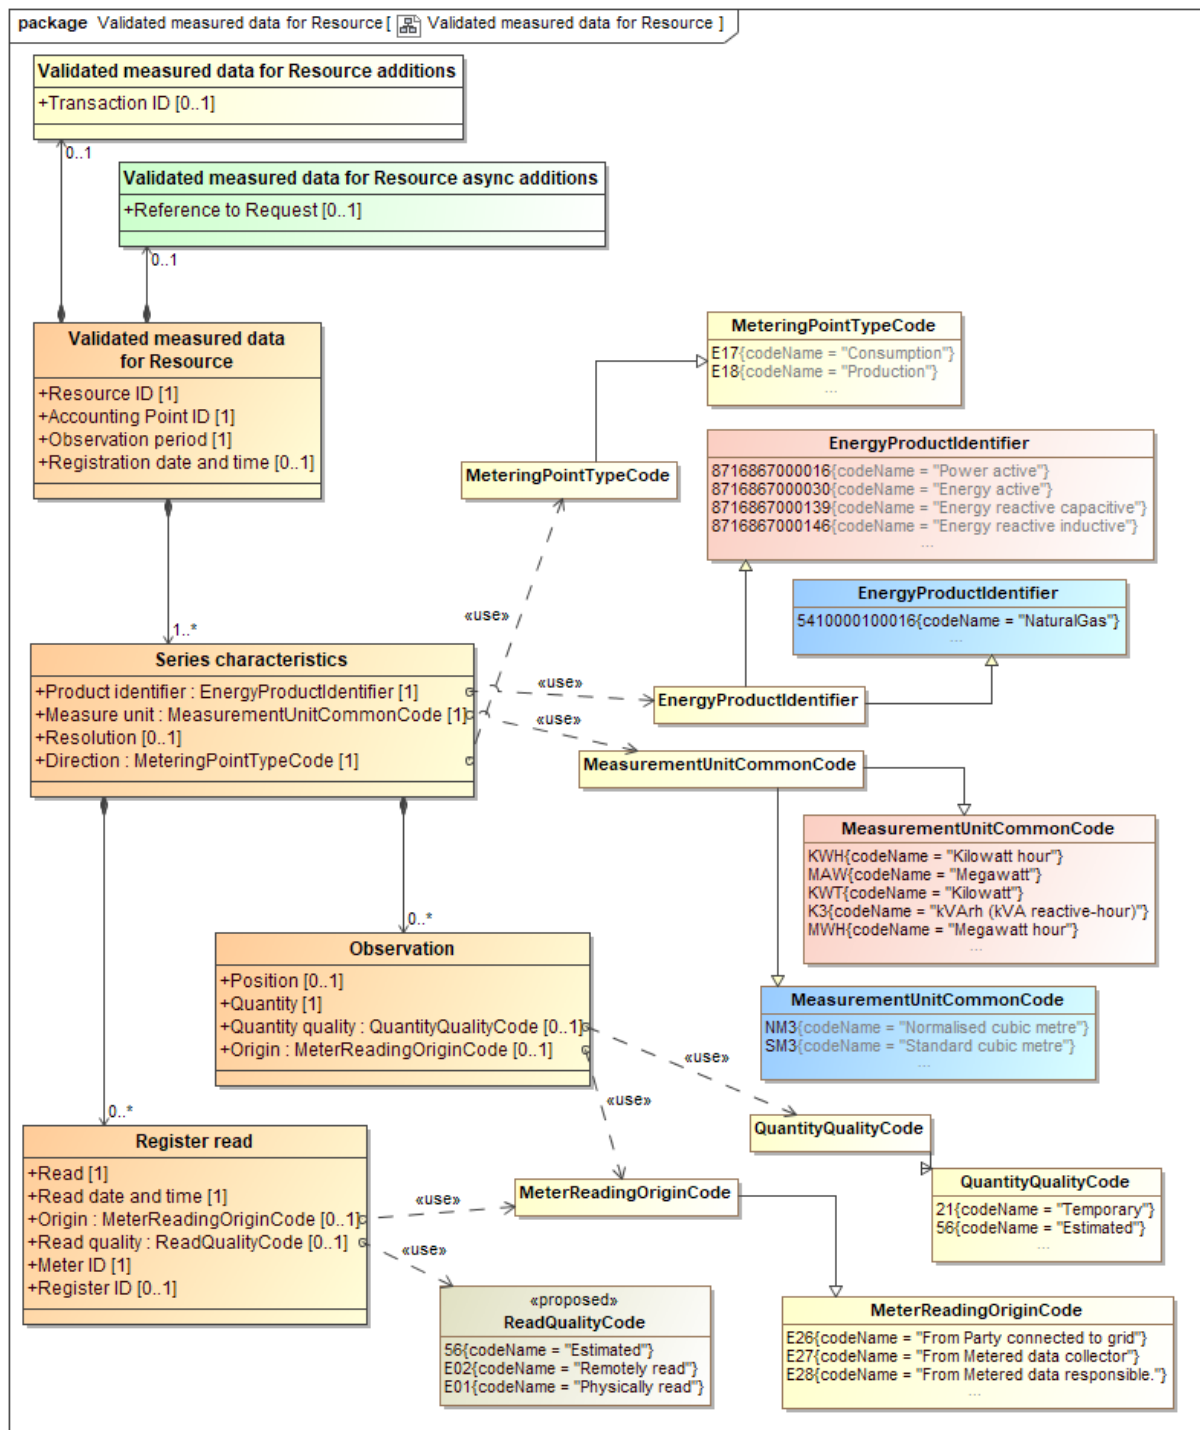 package Validated measured data for Resource [ Validated measured data for Resource ]
Validated measured data for Resource additions
+Transaction ID [0..1]
0..1
Validated measured data for Resource async additions
+Reference to Request [0..1]
0..1
Validated measured data
for Resource
+Resource ID [1]
+Accounting Point ID [1]
+Observation period [1]
+Registration date and time [0..1]
MeteringPointTypeCode
E17{codeName = "Consumption"}
E18{codeName = "Production"}
...
MeteringPointTypeCode
EnergyProductIdentifier
8716867000016{codeName = "Power active"}
8716867000030{codeName = "Energy active"}
8716867000139{codeName = "Energy reactive capacitive"}
8716867000146{codeName = "Energy reactive inductive"}
...
EnergyProductIdentifier
5410000100016{codeName = "NaturalGas"}
...
«use»
1..*
Series characteristics
+Product identifier : EnergyProductIdentifier [1]
+Measure unit : MeasurementUnitCommonCode [1]
+Resolution [0..1]
+Direction : MeteringPointTypeCode [1]
«use»
EnergyProductIdentifier
«use»
MeasurementUnitCommonCode
MeasurementUnitCommonCode
KWH{codeName = "Kilowatt hour"}
MAW{codeName = "Megawatt"}
KWT{codeName = "Kilowatt"}
K3{codeName = "kVArh (kVA reactive-hour)"}
MWH{codeName = "Megawatt hour"}
...
0..*
Observation
+Position [0..1]
+Quantity [1]
+Quantity quality : QuantityQualityCode [0..1]
+Origin : MeterReadingOriginCode [0..1]
MeasurementUnitCommonCode
NM3{codeName = "Normalised cubic metre"}
SM3{codeName = "Standard cubic metre"}
...
«use»
«use»
0..*
Register read
+Read [1]
+Read date and time [1]
+Origin : MeterReadingOriginCode [0..1]
+Read quality : ReadQualityCode [0..1]
+Meter ID [1]
+Register ID [0..1]
QuantityQualityCode
QuantityQualityCode
21{codeName = "Temporary"}
56{codeName = "Estimated"}
...
«use»
MeterReadingOriginCode
«use»
«proposed»
ReadQualityCode
56{codeName = "Estimated"}
E02{codeName = "Remotely read"}
E01{codeName = "Physically read"}
MeterReadingOriginCode
E26{codeName = "From Party connected to grid"}
E27{codeName = "From Metered data collector"}
E28{codeName = "From Metered data responsible."}
...